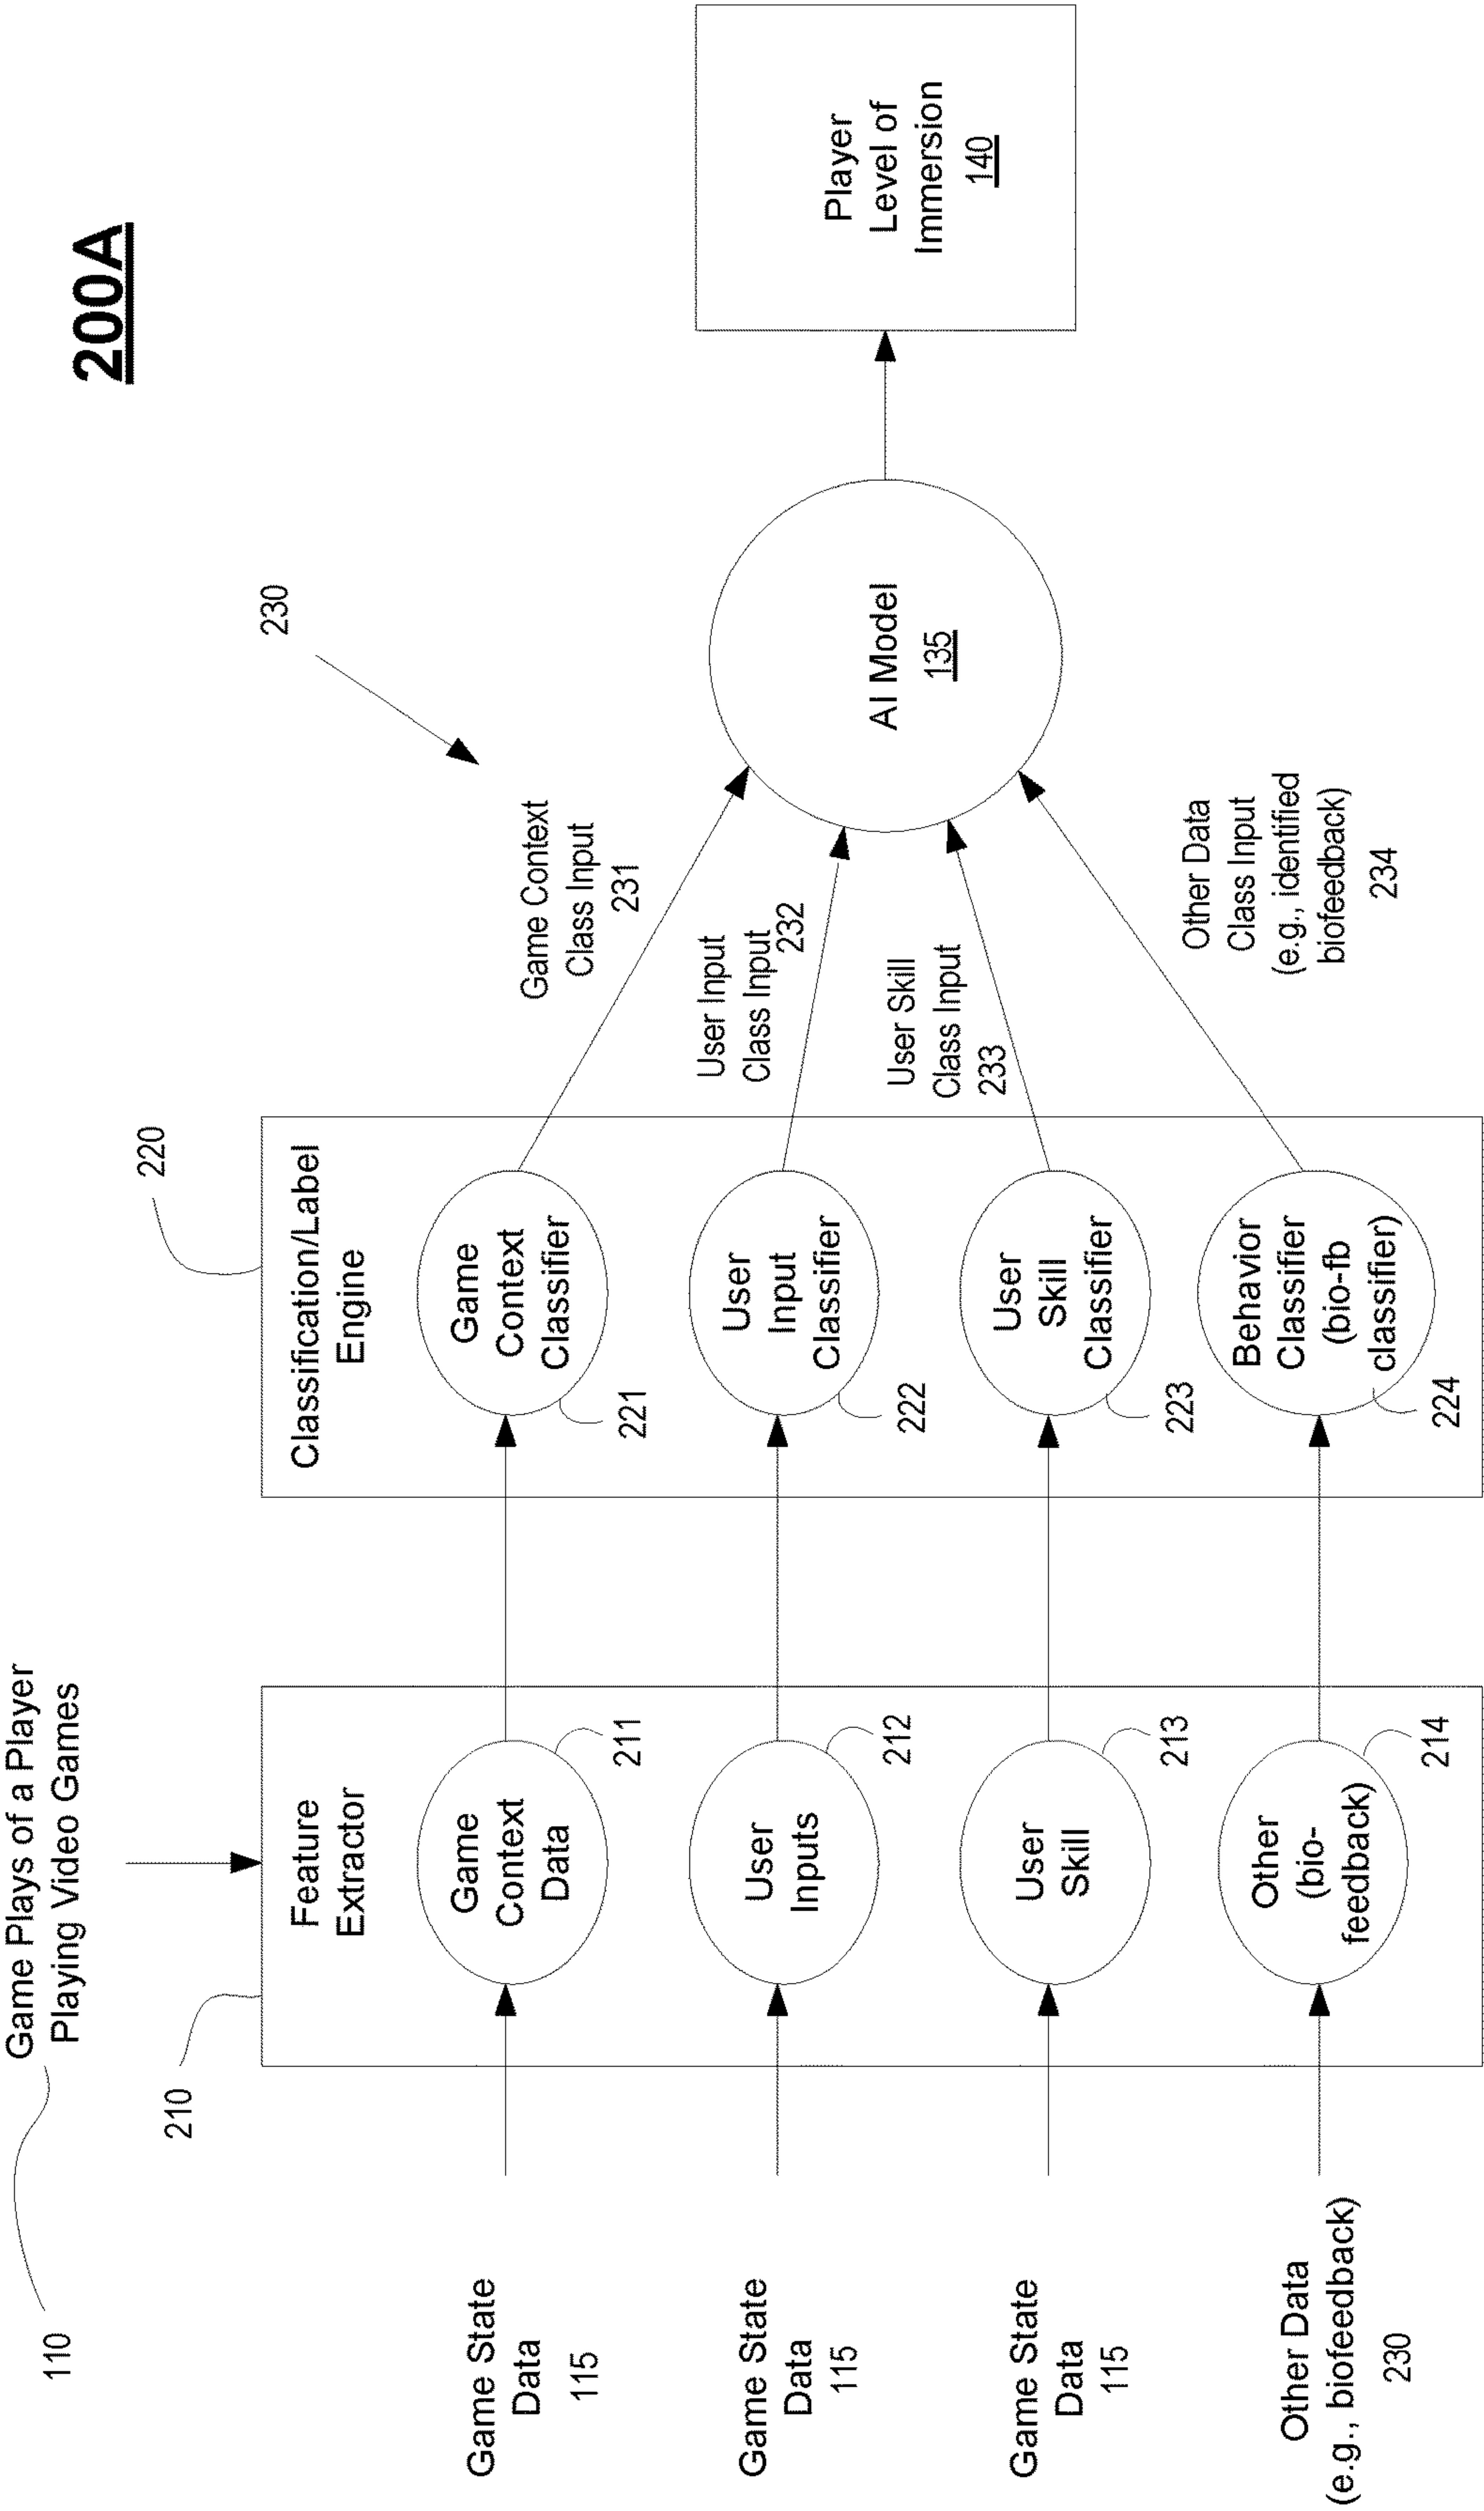 200A
Game Plays of a Player
Playing Video Games
110
210
220
230
Feature
Extractor
Classification/Label
Engine
Game State
Data
115
Game
Context
Data
211
Game
Context
Classifier
221
Game Context
Class Input
231
Game State
Data
115
User
Inputs
212
User
Input
Classifier
222
User Input
Class Input
232
Game State
Data
115
User
Skill
213
User
Skill
Classifier
223
User Skill
Class Input
233
Other Data
(e.g., biofeedback)
230
Other
(bio-
feedback)
214
Behavior
Classifier
(bio-fb
classifier)
224
Other Data
Class Input
(e.g., identified
biofeedback)
234
AI Model
135
Player
Level of
Immersion
140